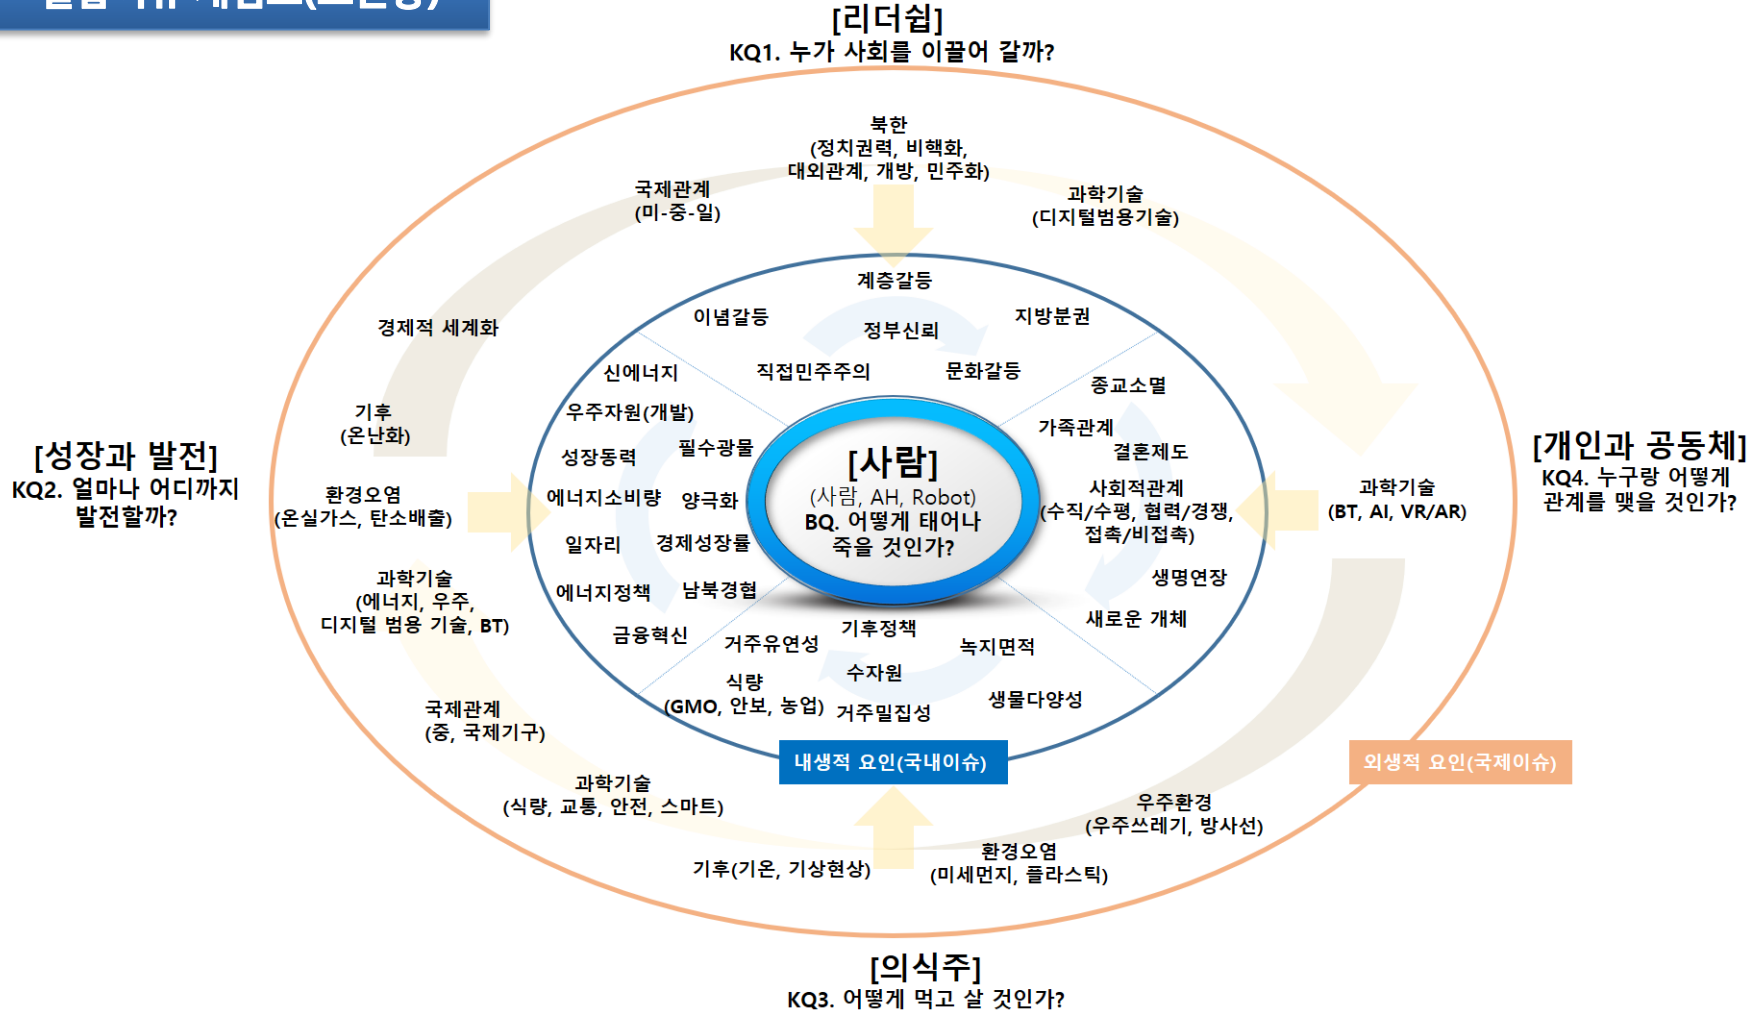 [리더쉽]
KQ1. 누가 사회를 이끌어 갈까?
북한
(정치권력, 비핵화,
대외관계, 개방, 민주화)
국제관계
(미-중-일)
과학기술
(디지털범용기술)
경제적 세계화
기후
(온난화)
[성장과 발전]
KQ2. 얼마나 어디까지
발전할까?
환경오염
(온실가스, 탄소배출)
과학기술
(에너지, 우주,
디지털 범용 기술, BT)
국제관계
(중, 국제기구)
과학기술
(식량, 교통, 안전, 스마트)
기후(기온, 기상현상)
계층갈등
이념갈등
정부신뢰
지방분권
직접민주주의
문화갈등
신에너지
우주자원(개발)
성장동력
필수광물
에너지소비량
양극화
일자리
경제성장률
에너지정책
남북경협
금융혁신
[사람]
(사람, AH, Robot)
BQ. 어떻게 태어나
죽을 것인가?
종교소멸
가족관계
결혼제도
사회적관계
(수직/수평, 협력/경쟁,
접촉/비접촉)
생명연장
새로운 개체
거주유연성
기후정책
녹지면적
식량
(GMO, 안보, 농업)
수자원
거주밀집성
생물다양성
내생적 요인(국내이슈)
외생적 요인(국제이슈)
과학기술
(BT, AI, VR/AR)
[개인과 공동체]
KQ4. 누구랑 어떻게
관계를 맺을 것인가?
우주환경
(우주쓰레기, 방사선)
환경오염
(미세먼지, 플라스틱)
[의식주]
KQ3. 어떻게 먹고 살 것인가?